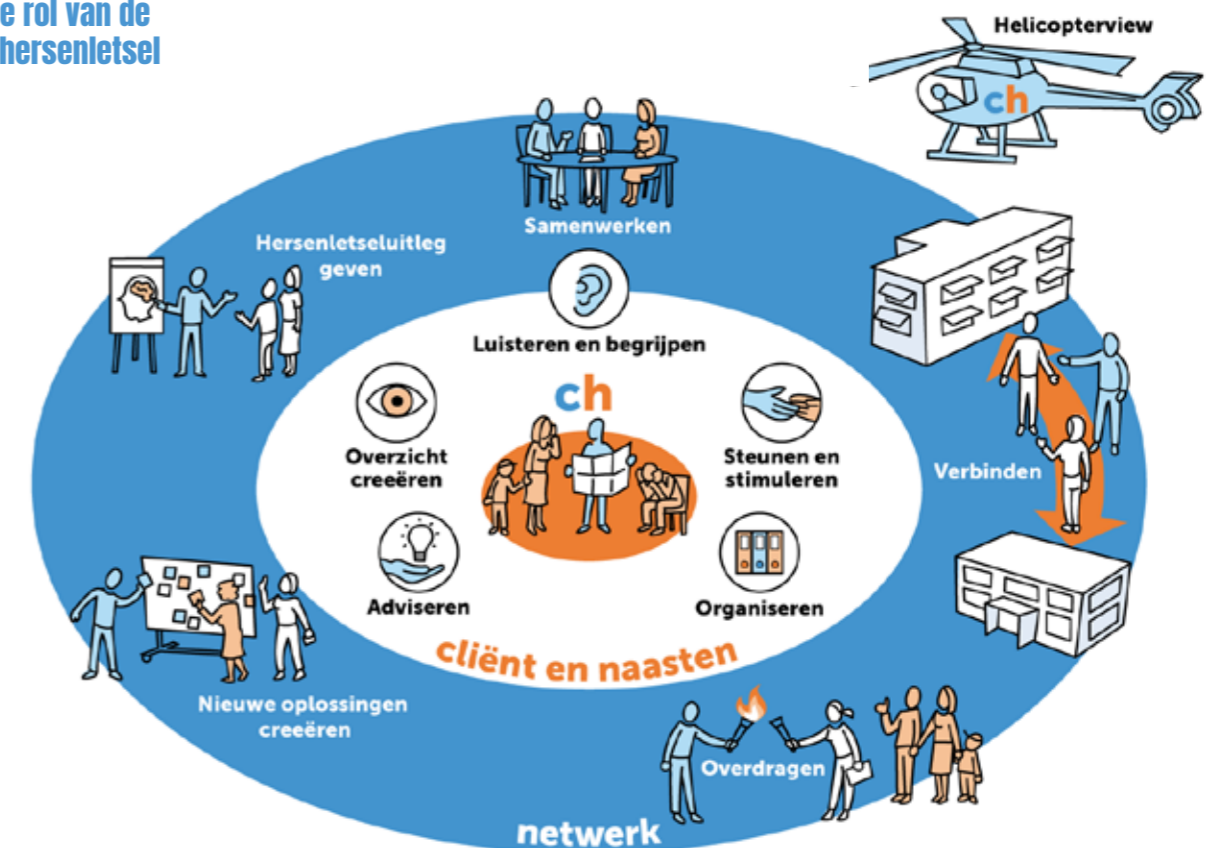 e rol van de
hersenletsel
Helicopterview
ch
Samenwerken
Hersenletseluitleg
geven
Luisteren en begrijpen
ch
Overzicht
creeëren
Steunen en
stimuleren
Verbinden
Adviseren
Organiseren
cliënt en naasten
Nieuwe oplossingen
creeëren
Overdragen
netwerk